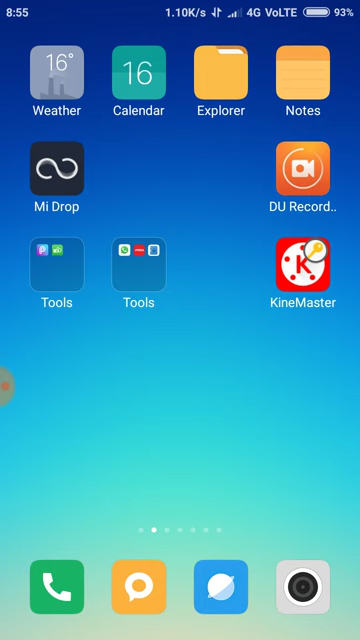 8:55 1.10K/s 4G VoLTE 93%
16°
16
Weather Calendar Explorer Notes
Mi Drop DU Record..
K
Tools Tools KineMaster